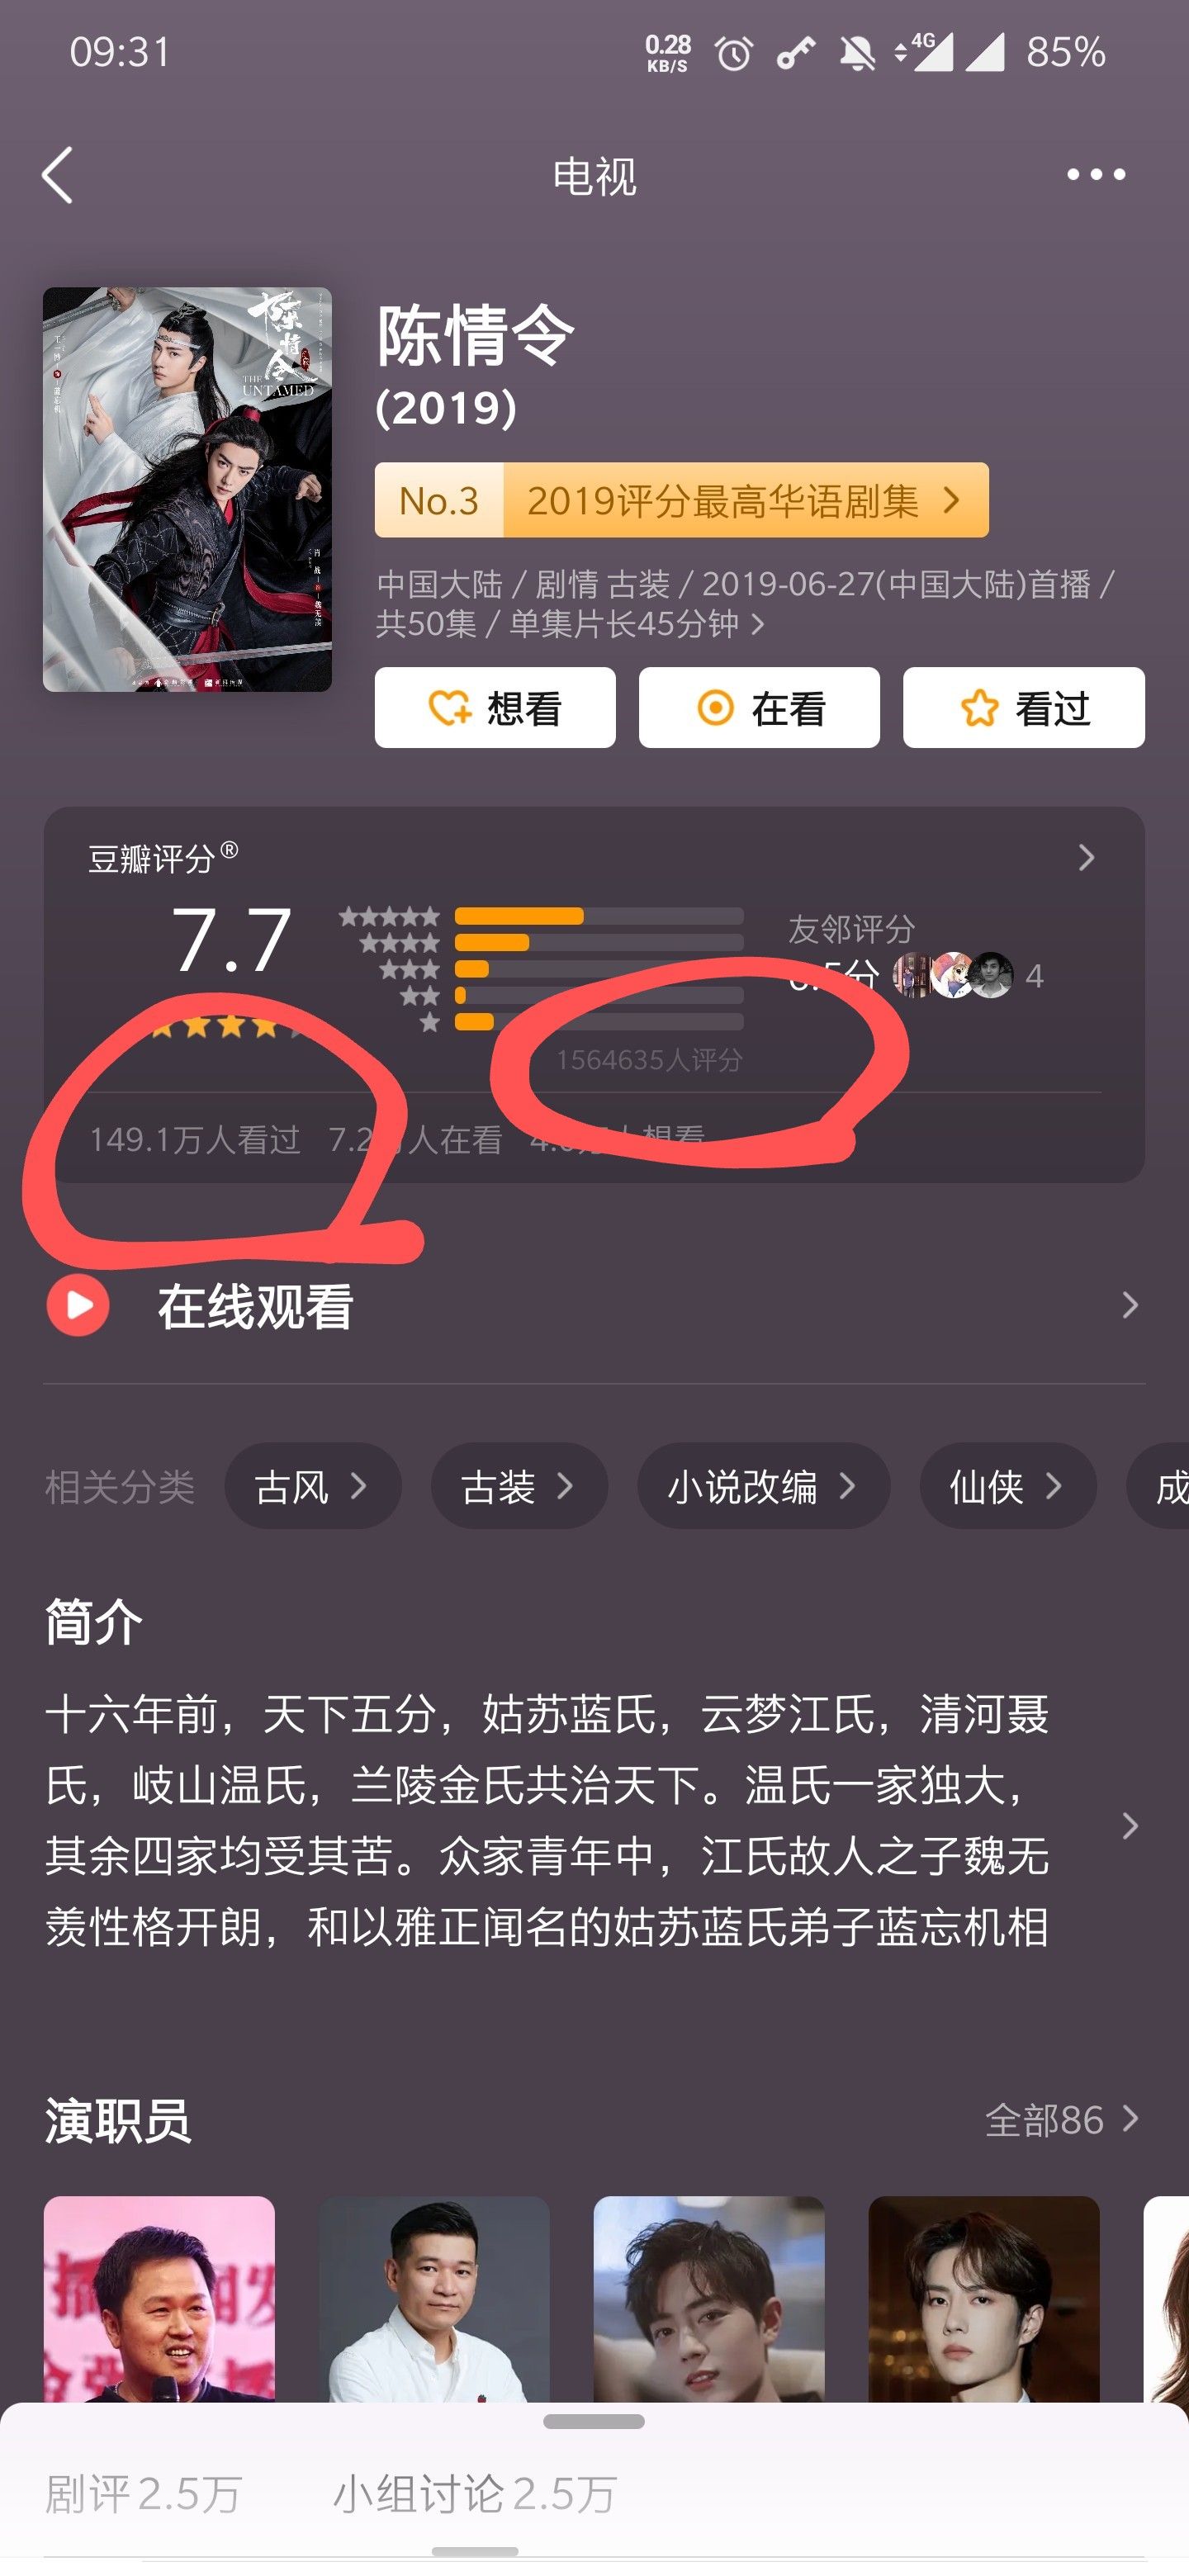 09:31
0.28
KB/S
4G
85%
电视
陈情令
THE
UNTAMED
陈情令
(2019)
No.3 2019评分最高华语剧集
中国大陆 / 剧情 古装 / 2019-06-27(中国大陆)首播 /
共50集 / 单集片长45分钟
想看 在看 看过
豆瓣评分®
7.7
友邻评分
分 4
1564635人评分
149.1万人看过 7.2万人在看 想看
在线观看
相关分类 古风 古装 小说改编 仙侠 成
简介
十六年前，天下五分，姑苏蓝氏，云梦江氏，清河聂
氏，岐山温氏，兰陵金氏共治天下。温氏一家独大，
其余四家均受其苦。众家青年中，江氏故人之子魏无
羡性格开朗，和以雅正闻名的姑苏蓝氏弟子蓝忘机相
演职员 全部86
剧评 2.5万 小组讨论 2.5万